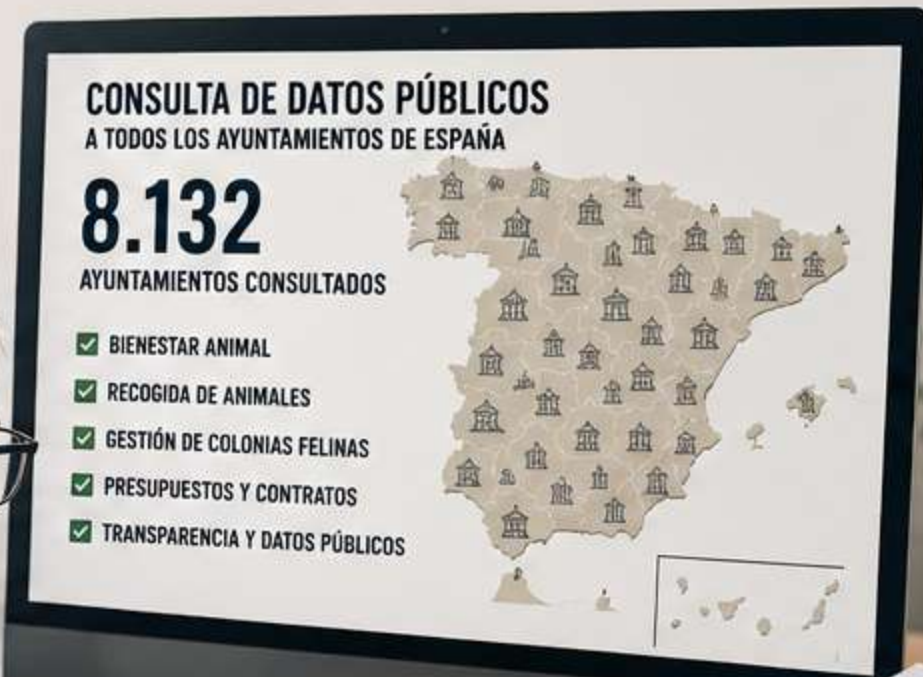 CONSULTA DE DATOS PÚBLICOS
A TODOS LOS AYUNTAMIENTOS DE ESPAÑA
8.132
AYUNTAMIENTOS CONSULTADOS
BIENESTAR ANIMAL
RECOGIDA DE ANIMALES
GESTIÓN DE COLONIAS FELINAS
PRESUPUESTOS Y CONTRATOS
TRANSPARENCIA Y DATOS PÚBLICOS